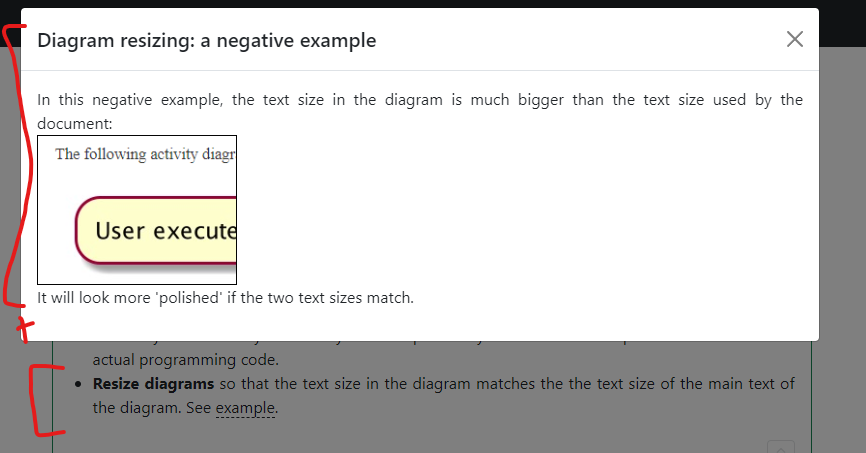 Diagram resizing: a negative example
In this negative example, the text size in the diagram is much bigger than the text size used by the
document:
The following activity diagr
User execute
It will look more 'polished' if the two text sizes match.
actual programming code.
• Resize diagrams so that the text size in the diagram matches the the text size of the main text of
the diagram. See example.